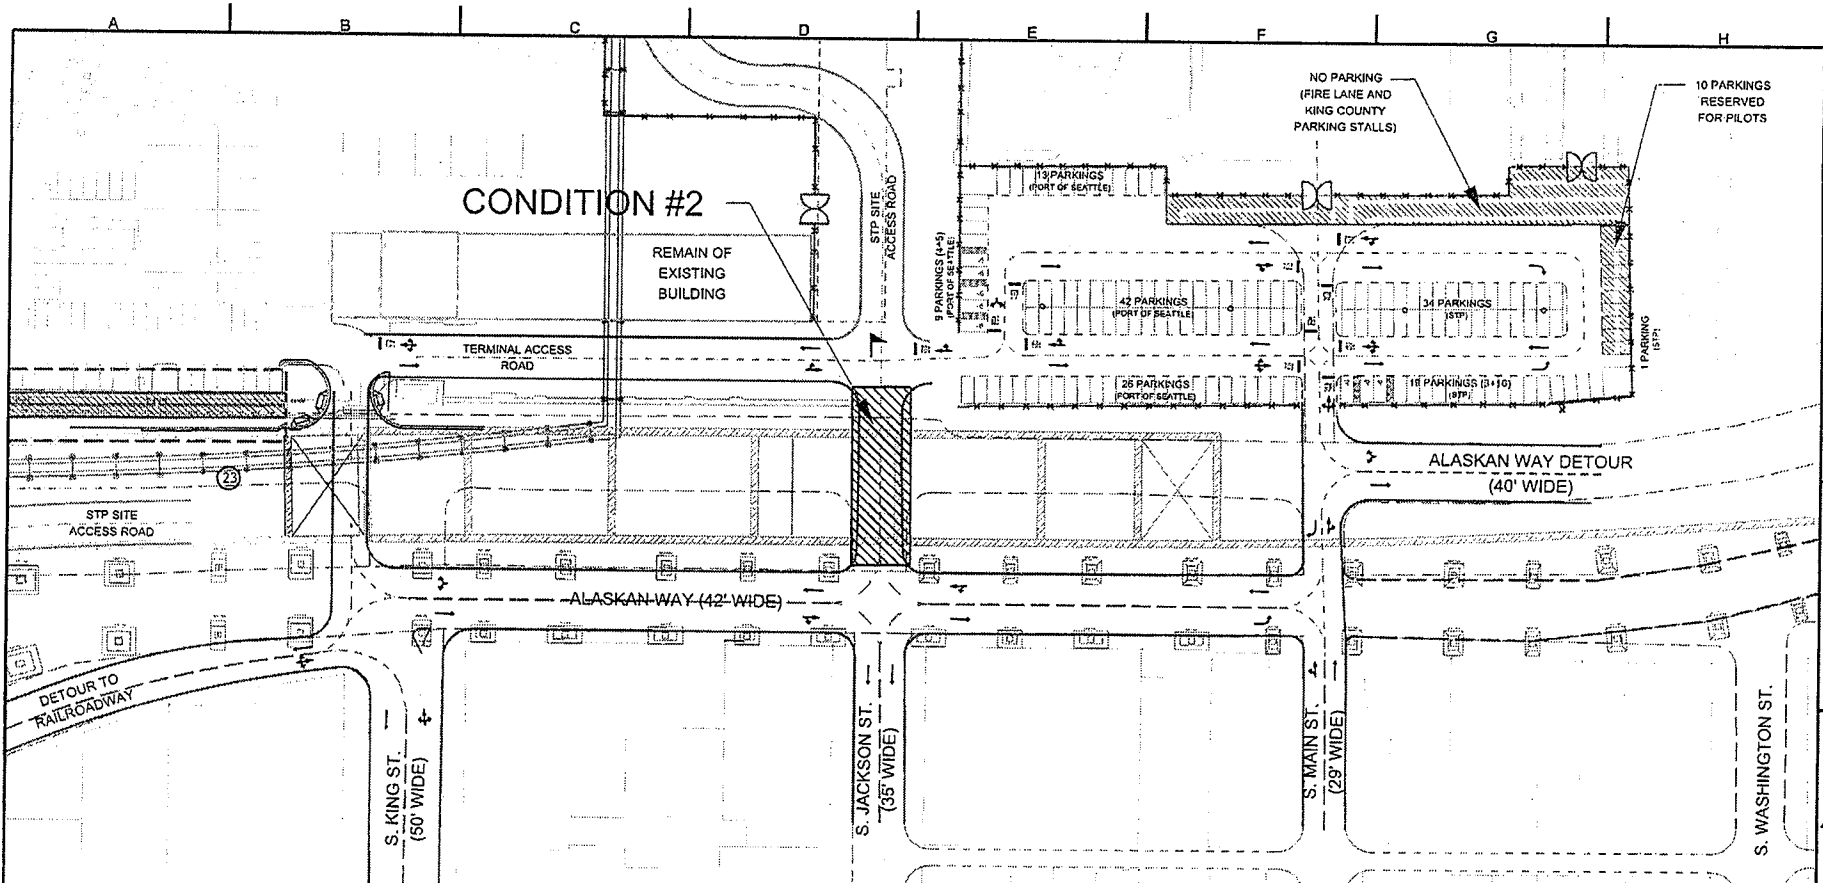 A B C D E F G H
NO PARKING
(FIRE LANE AND
KING COUNTY
PARKING STALLS)
10 PARKINGS
RESERVED
FOR PILOTS
CONDITION #2
STP SITE
ACCESS ROAD
13 PARKINGS
(PORT OF SEATTLE)
REMAIN OF
EXISTING
BUILDING
9 PARKINGS (4+5)
(PORT OF SEATTLE)
42 PARKINGS
(PORT OF SEATTLE)
34 PARKINGS
(STP)
1 PARKING
(STP)
TERMINAL ACCESS
ROAD
26 PARKINGS
(PORT OF SEATTLE)
(STP)
ALASKAN WAY DETOUR
(40' WIDE)
23
STP SITE
ACCESS ROAD
ALASKAN WAY (42' WIDE)
DETOUR TO
RAILROADWAY
S. KING ST.
(50' WIDE)
S. JACKSON ST.
(35' WIDE)
S. MAIN ST.
(29' WIDE)
S. WASHINGTON ST.